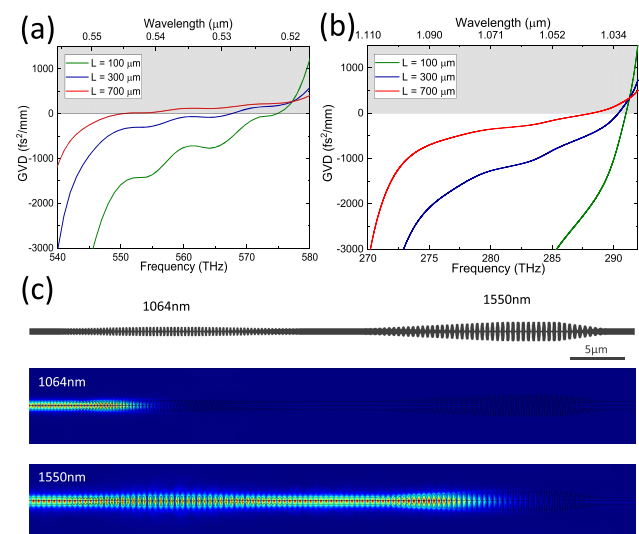 (a)
Wavelength (μm)
0.55 0.54 0.53 0.52
L = 100 μm
L = 300 μm
L = 700 μm
GVD (fs²/mm)
1000
0
-1000
-2000
-3000
540 550 560 570 580
Frequency (THz)
(b)
Wavelength (μm)
1.110 1.090 1.071 1.052 1.034
L = 100 μm
L = 300 μm
L = 700 μm
GVD (fs²/mm)
1000
0
-1000
-2000
-3000
270 275 280 285 290
Frequency (THz)
(c)
1064nm
1550nm
5μm
1064nm
1550nm